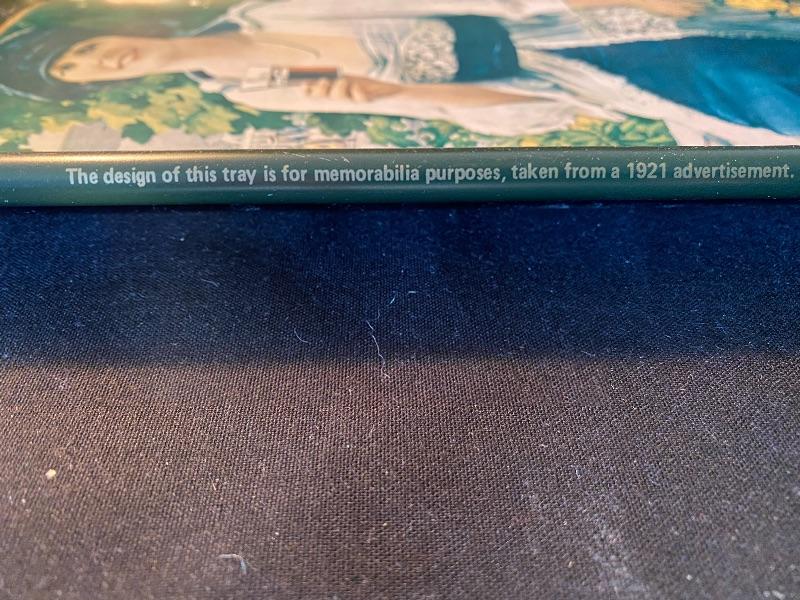 The design of this tray is for memorabilia purposes, taken from a 1921 advertisement.